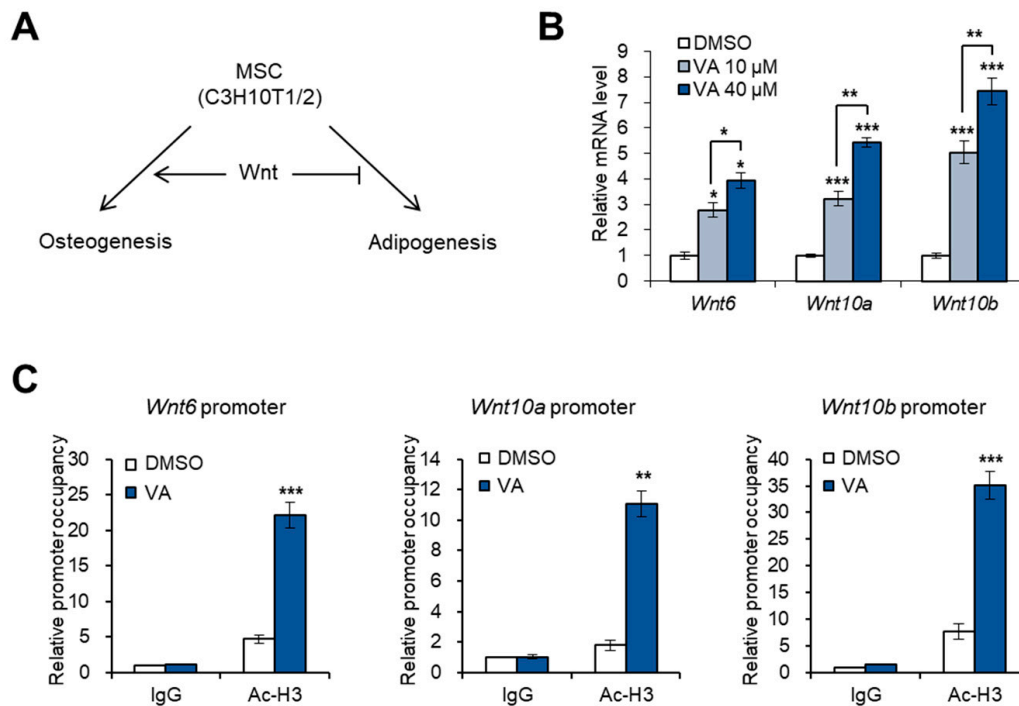 A
MSC
(C3H10T1/2)
Wnt
Osteogenesis
Adipogenesis
B
Relative mRNA level
9
8
7
6
5
4
3
2
1
0
DMSO
VA 10 µM
VA 40 µM
*
*
*
***
**
***
***
**
***
Wnt6
Wnt10a
Wnt10b
C
Wnt6 promoter
Relative promoter occupancy
30
25
20
15
10
5
0
DMSO
VA
***
IgG
Ac-H3
Wnt10a promoter
Relative promoter occupancy
14
12
10
8
6
4
2
0
DMSO
VA
**
IgG
Ac-H3
Wnt10b promoter
Relative promoter occupancy
40
35
30
25
20
15
10
5
0
DMSO
VA
***
IgG
Ac-H3